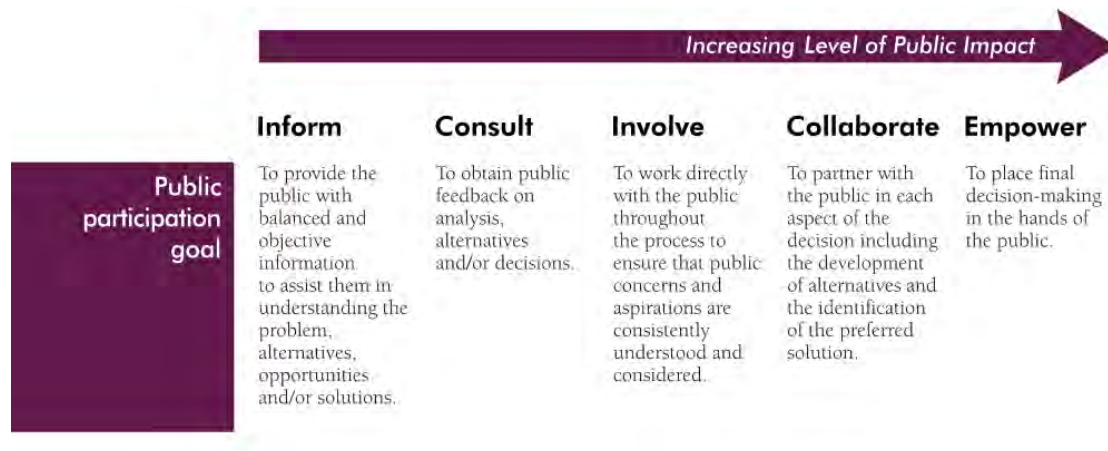 Increasing Level of Public Impact
Inform
Consult
Involve
Collaborate
Empower
Public
participation
goal
To provide the
public with
balanced and
objective
information
to assist them in
understanding the
problem,
alternatives,
opportunities
and/or solutions.
To obtain public
feedback on
analysis,
alternatives
and/or decisions.
To work directly
with the public
throughout
the process to
ensure that public
concerns and
aspirations are
consistently
understood and
considered.
To partner with
the public in each
aspect of the
decision including
the development
of alternatives and
the identification
of the preferred
solution.
To place final
decision-making
in the hands of
the public.